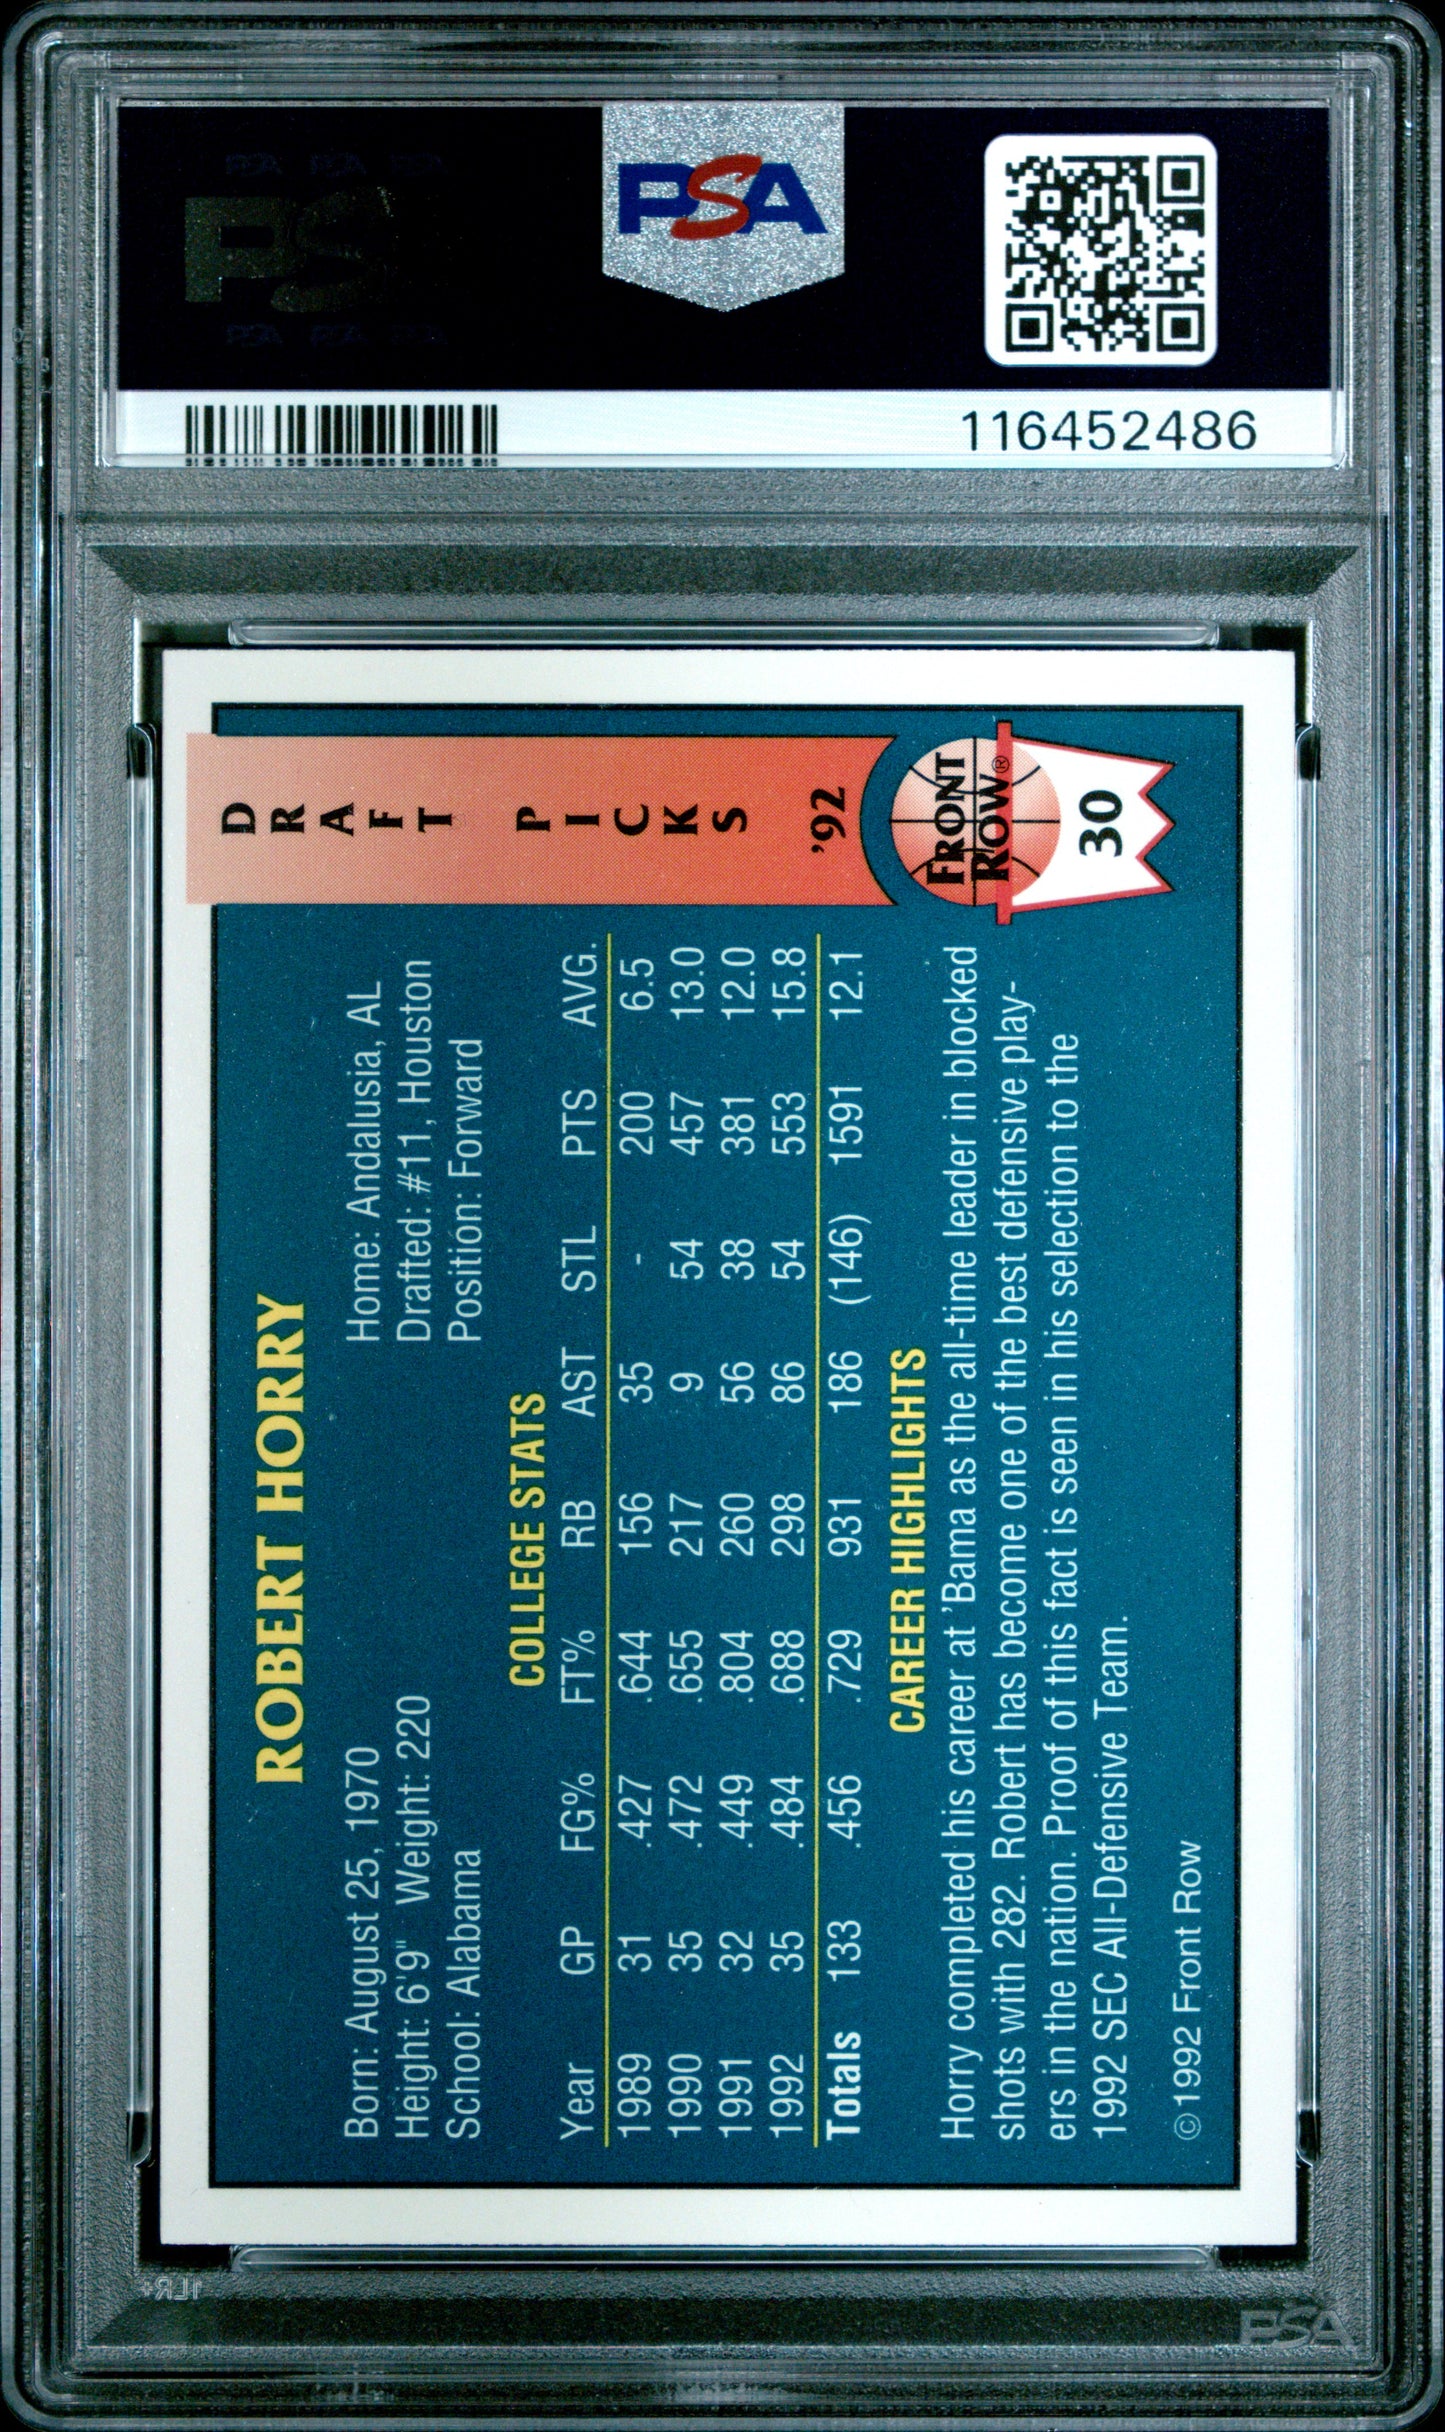 PSA
116452486
DRAFT PICKS '92
FRONT
ROW®
30
ROBERT HORRY
Born: August 25, 1970 Home: Andalusia, AL
Height: 6'9" Weight: 220 Drafted: #11, Houston
School: Alabama Position: Forward
COLLEGE STATS
Year GP FG% FT% RB AST STL PTS AVG.
1989 31 .427 .644 156 35 - 200 6.5
1990 35 .472 .655 217 9 54 457 13.0
1991 32 .449 .804 260 56 38 381 12.0
1992 35 .484 .688 298 86 54 553 15.8
Totals 133 .456 .729 931 186 (146) 1591 12.1
CAREER HIGHLIGHTS
Horry completed his career at 'Bama as the all-time leader in blocked
shots with 282. Robert has become one of the best defensive play-
ers in the nation. Proof of this fact is seen in his selection to the
1992 SEC All-Defensive Team.
© 1992 Front Row
PSA